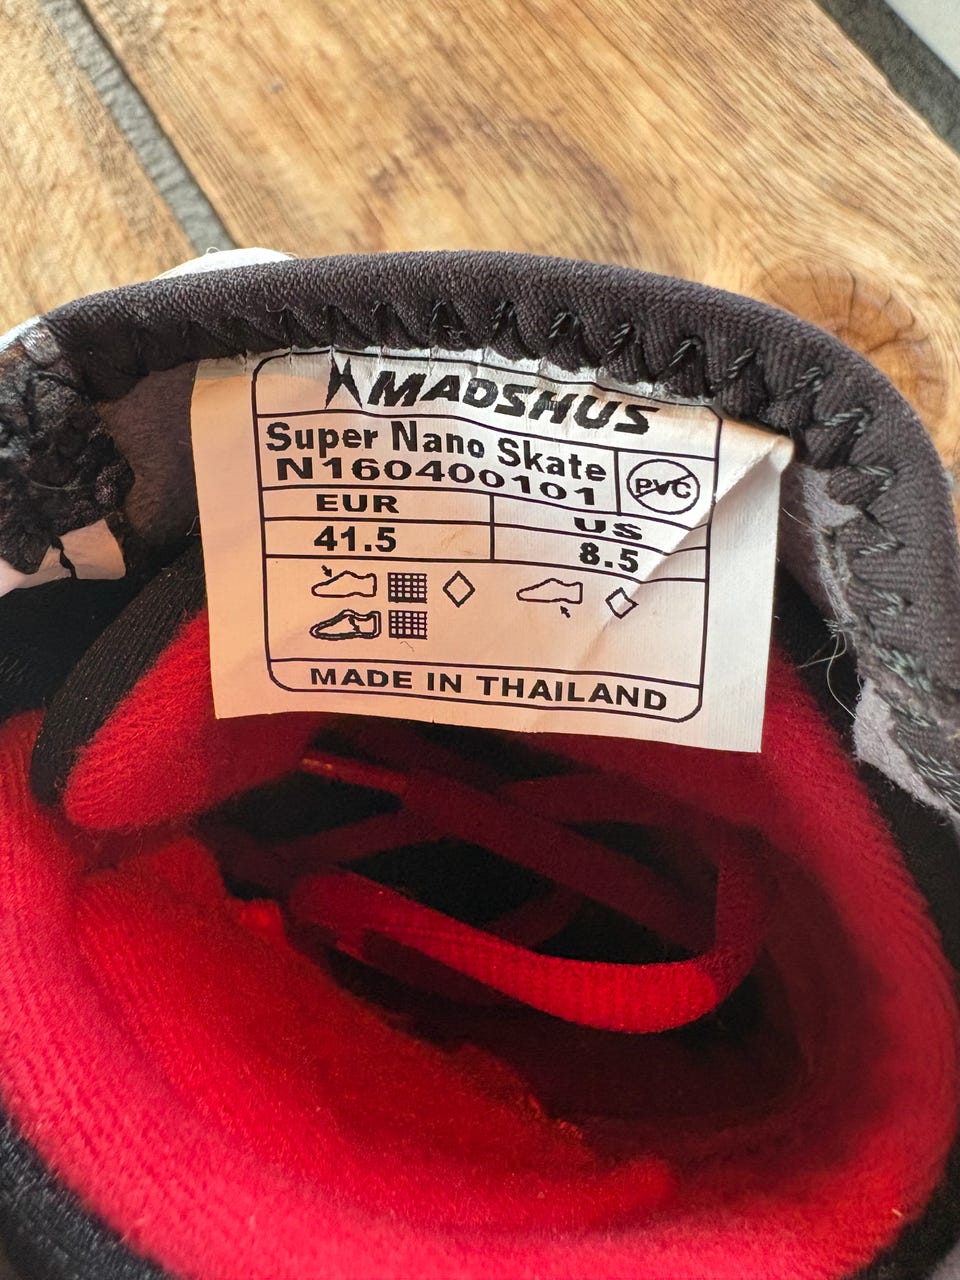 MADSHUS
Super Nano Skate
N160400101
PVC
EUR US
41.5 8.5
MADE IN THAILAND